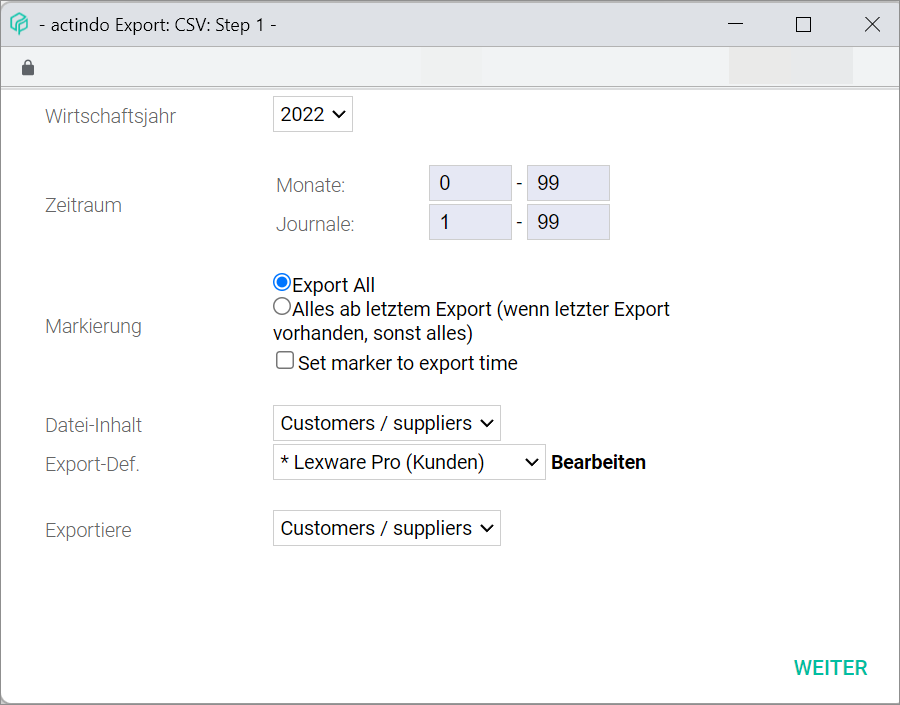 - actindo Export: CSV: Step 1 -
Wirtschaftsjahr 2022
Zeitraum
Monate: 0 - 99
Journale: 1 - 99
Markierung
Export All
Alles ab letztem Export (wenn letzter Export
vorhanden, sonst alles)
Set marker to export time
Datei-Inhalt Customers / suppliers
Export-Def. * Lexware Pro (Kunden) Bearbeiten
Exportiere Customers / suppliers
WEITER